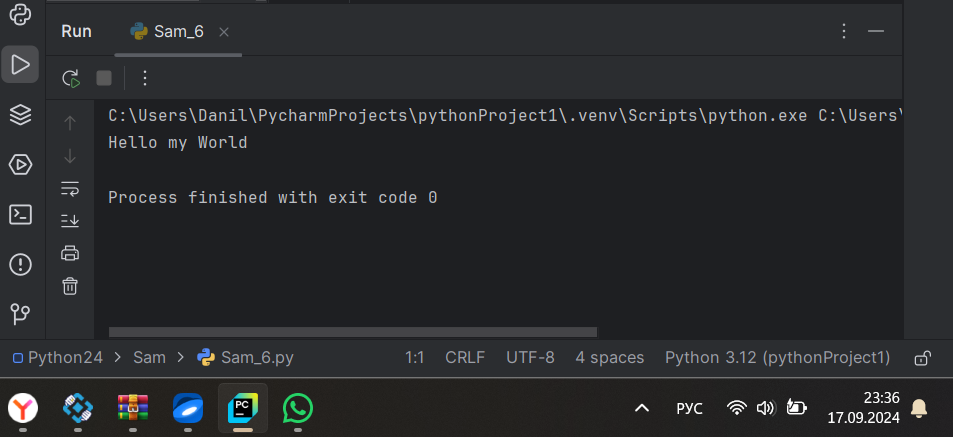 Run Sam_6
C:\Users\Danil\PycharmProjects\pythonProject1\.venv\Scripts\python.exe C:\Users\
Hello my World
Process finished with exit code 0
Python24 > Sam > Sam_6.py 1:1 CRLF UTF-8 4 spaces Python 3.12 (pythonProject1)
PC
РУС
23:36
17.09.2024